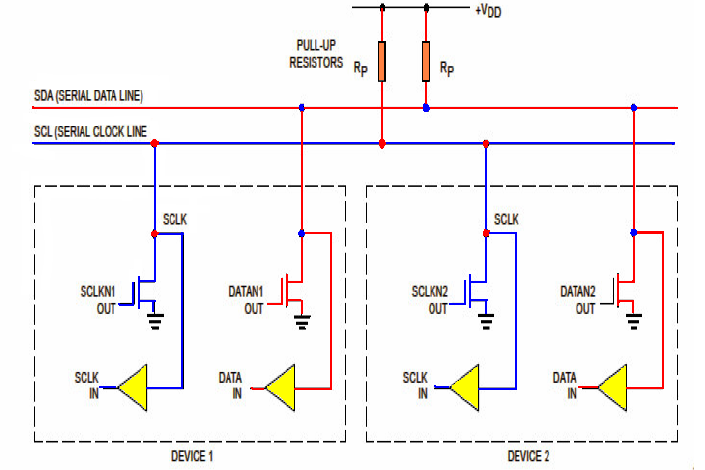 +VDD
PULL-UP
RESISTORS
RP
RP
SDA (SERIAL DATA LINE)
SCL (SERIAL CLOCK LINE
SCLK
SCLK
SCLKN1
OUT
DATAN1
OUT
SCLKN2
OUT
DATAN2
OUT
SCLK
IN
DATA
IN
SCLK
IN
DATA
IN
DEVICE 1
DEVICE 2